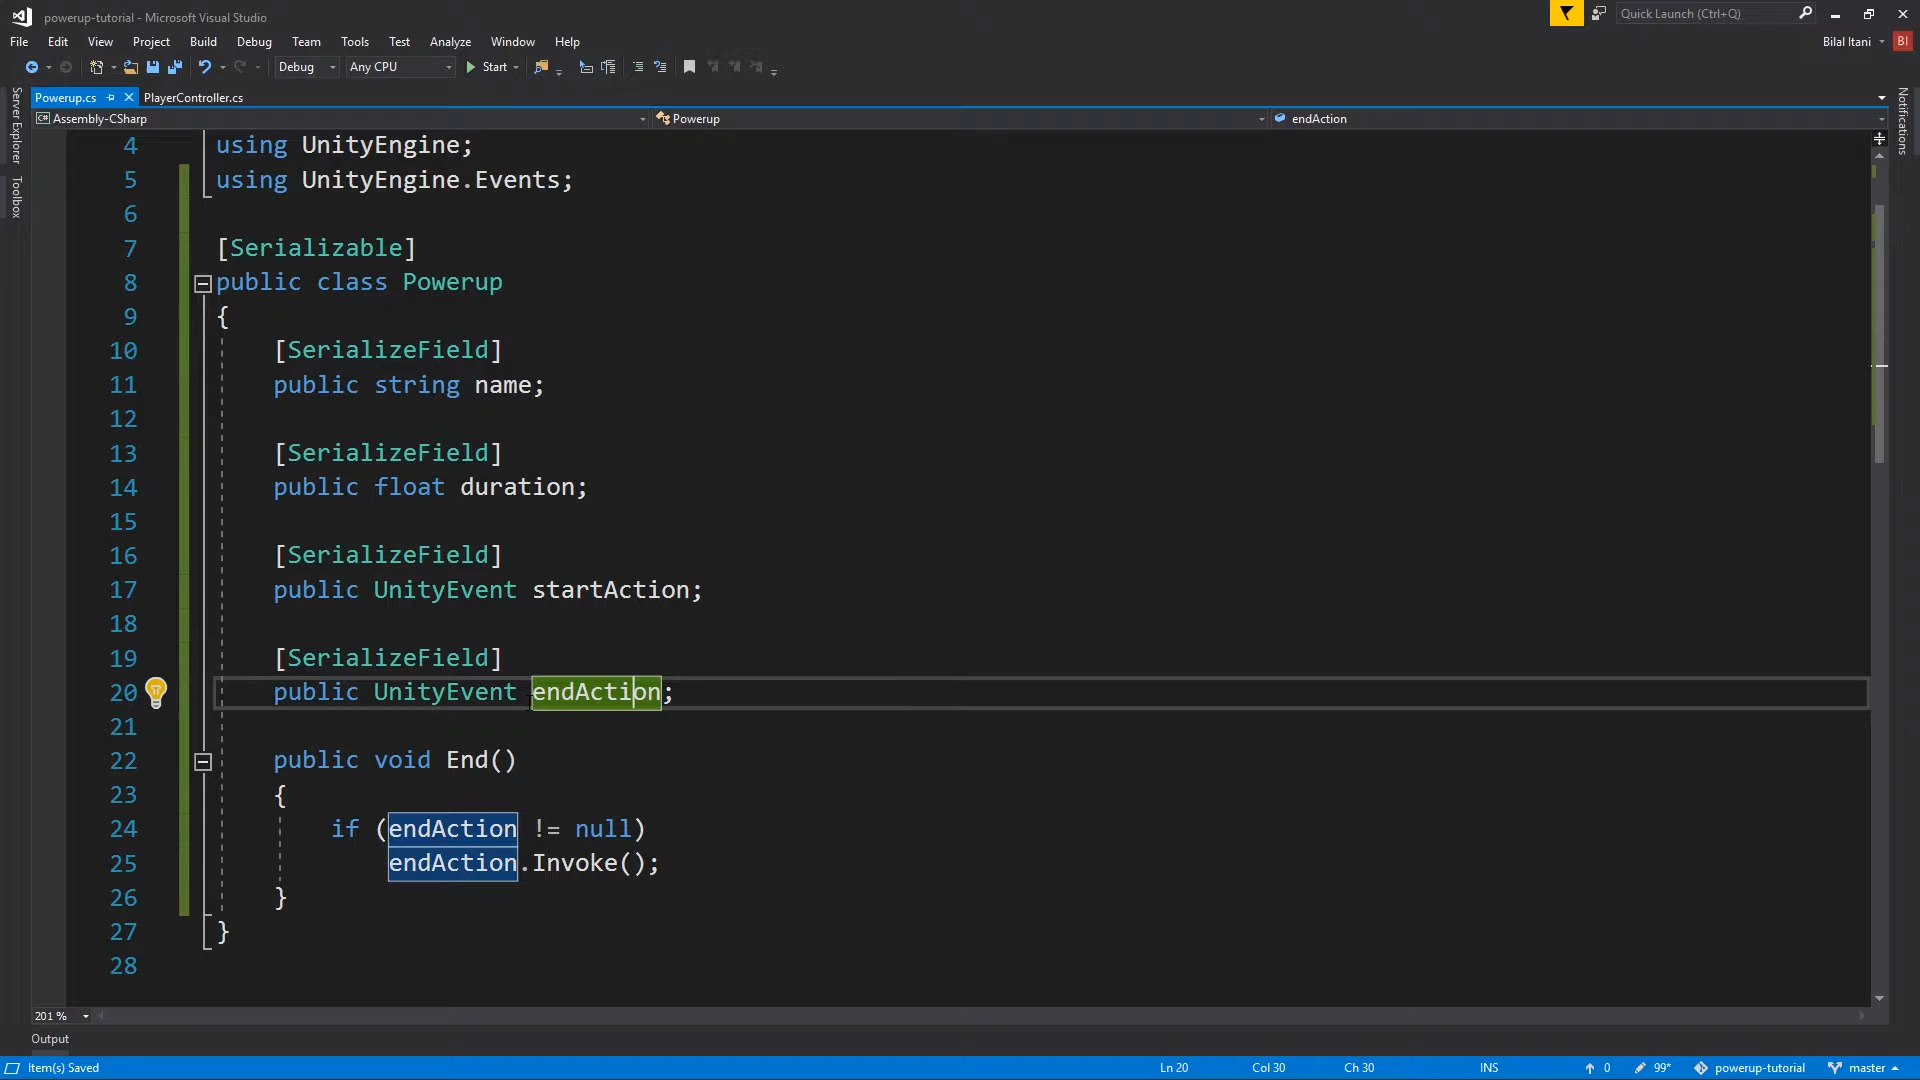 powerup-tutorial - Microsoft Visual Studio
Quick Launch (Ctrl+Q)
File Edit View Project Build Debug Team Tools Test Analyze Window Help
Bilal Itani BI
Debug Any CPU Start
Server Explorer
Toolbox
Notifications
Powerup.cs PlayerController.cs
C# Assembly-CSharp Powerup endAction
4 using UnityEngine;
5 using UnityEngine.Events;
6
7 [Serializable]
8 public class Powerup
9 {
10 [SerializeField]
11 public string name;
12
13 [SerializeField]
14 public float duration;
15
16 [SerializeField]
17 public UnityEvent startAction;
18
19 [SerializeField]
20 public UnityEvent endAction;
21
22 public void End()
23 {
24 if (endAction != null)
25 endAction.Invoke();
26 }
27 }
28
201 %
Output
Item(s) Saved Ln 20 Col 30 Ch 30 INS 0 99* powerup-tutorial master